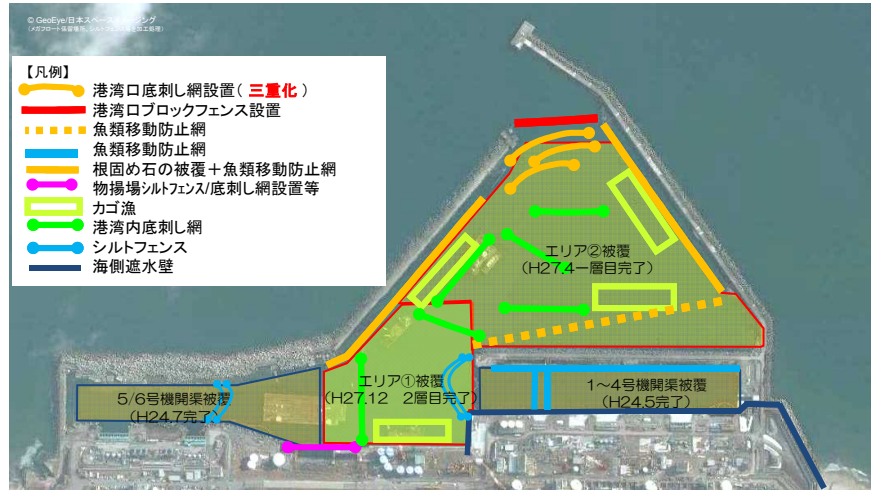 © GeoEye/日本スペースイメージング
【凡例】
港湾口底刺し網設置( 三重化 )
港湾口ブロックフェンス設置
魚類移動防止網
魚類移動防止網
根固め石の被覆＋魚類移動防止網
物揚場シルトフェンス/底刺し網設置等
カゴ漁
港湾内底刺し網
シルトフェンス
海側遮水壁
エリア②被覆
（H27.4一層目完了）
エリア①被覆
（H27.12　2層目完了）
5/6号機開渠被覆
（H24.7完了）
1～4号機開渠被覆
（H24.5完了）